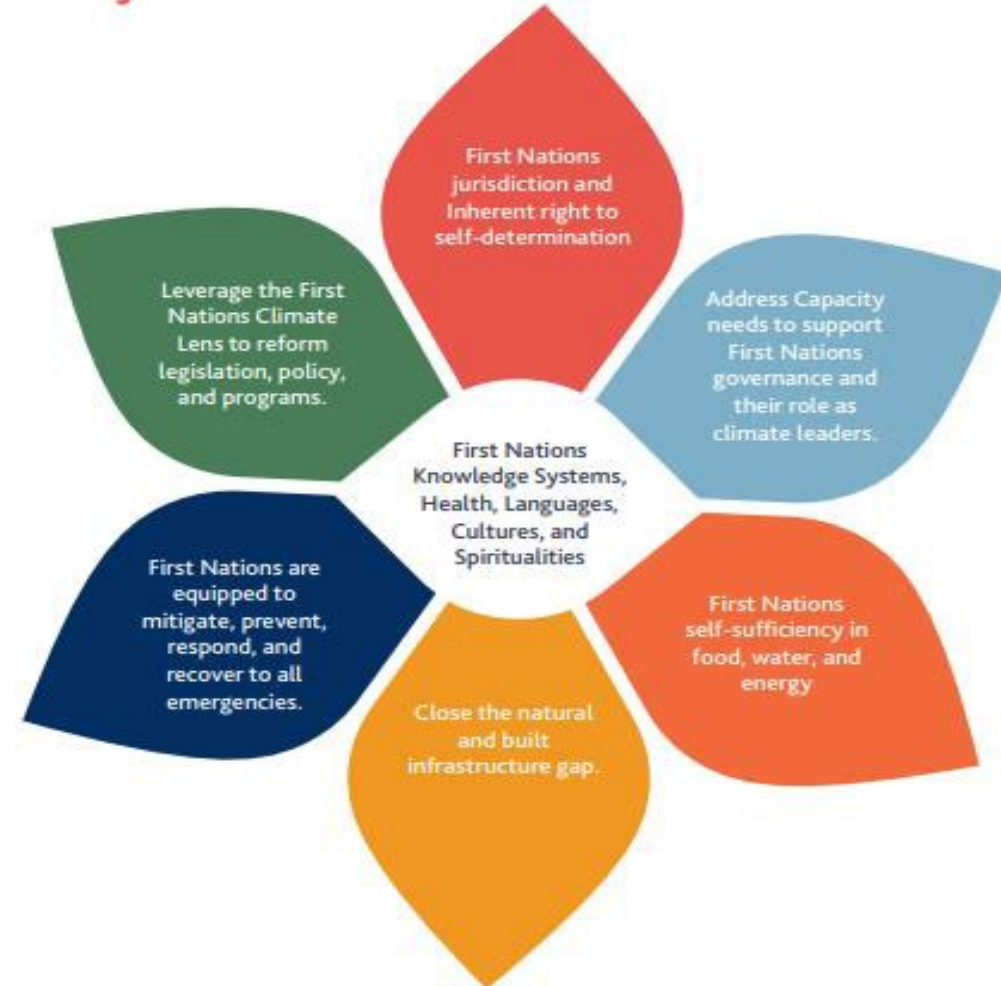 First Nations
jurisdiction and
Inherent right to
self-determination
Address Capacity
needs to support
First Nations
governance and
their role as
climate leaders.
First Nations
self-sufficiency in
food, water, and
energy
Close the natural
and built
infrastructure gap.
First Nations are
equipped to
mitigate, prevent,
respond, and
recover to all
emergencies.
Leverage the First
Nations Climate
Lens to reform
legislation, policy,
and programs.
First Nations
Knowledge Systems,
Health, Languages,
Cultures, and
Spiritualities